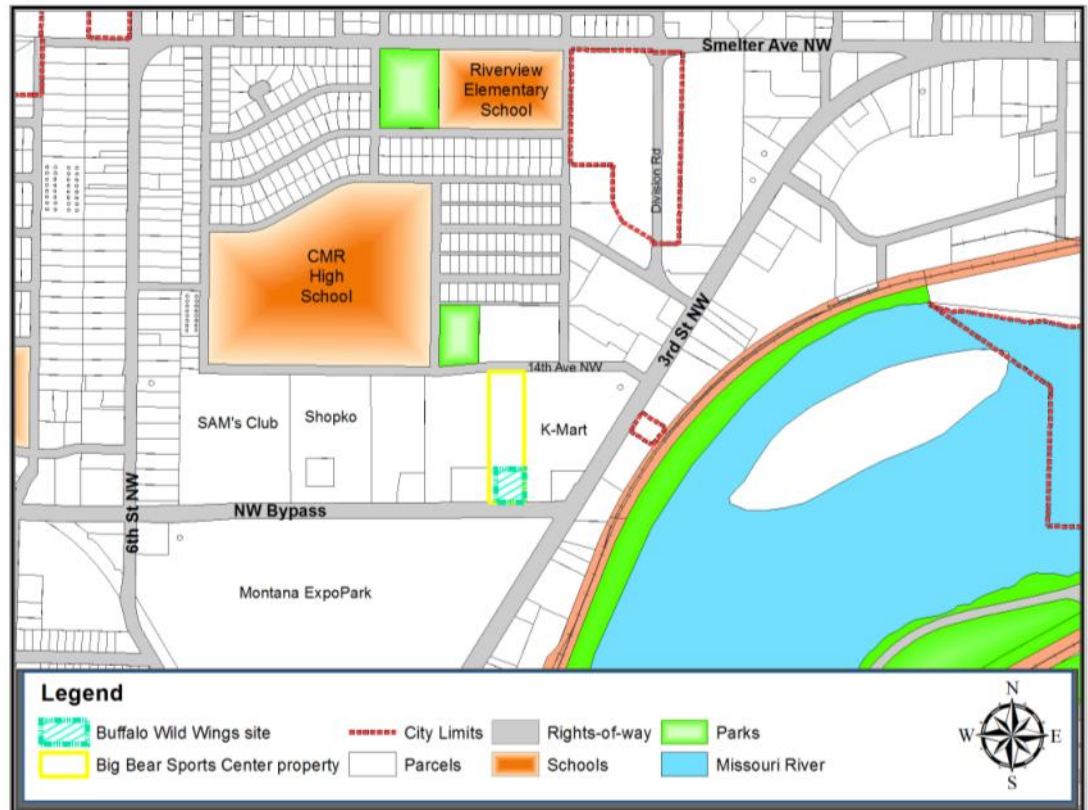 Smelter Ave NW
Riverview
Elementary
School
Division Rd
CMR
High
School
3rd St NW
14th Ave NW
SAM's Club
Shopko
K-Mart
6th St NW
NW Bypass
Montana ExpoPark
Legend
Buffalo Wild Wings site
City Limits
Rights-of-way
Parks
Big Bear Sports Center property
Parcels
Schools
Missouri River
N
W
E
S